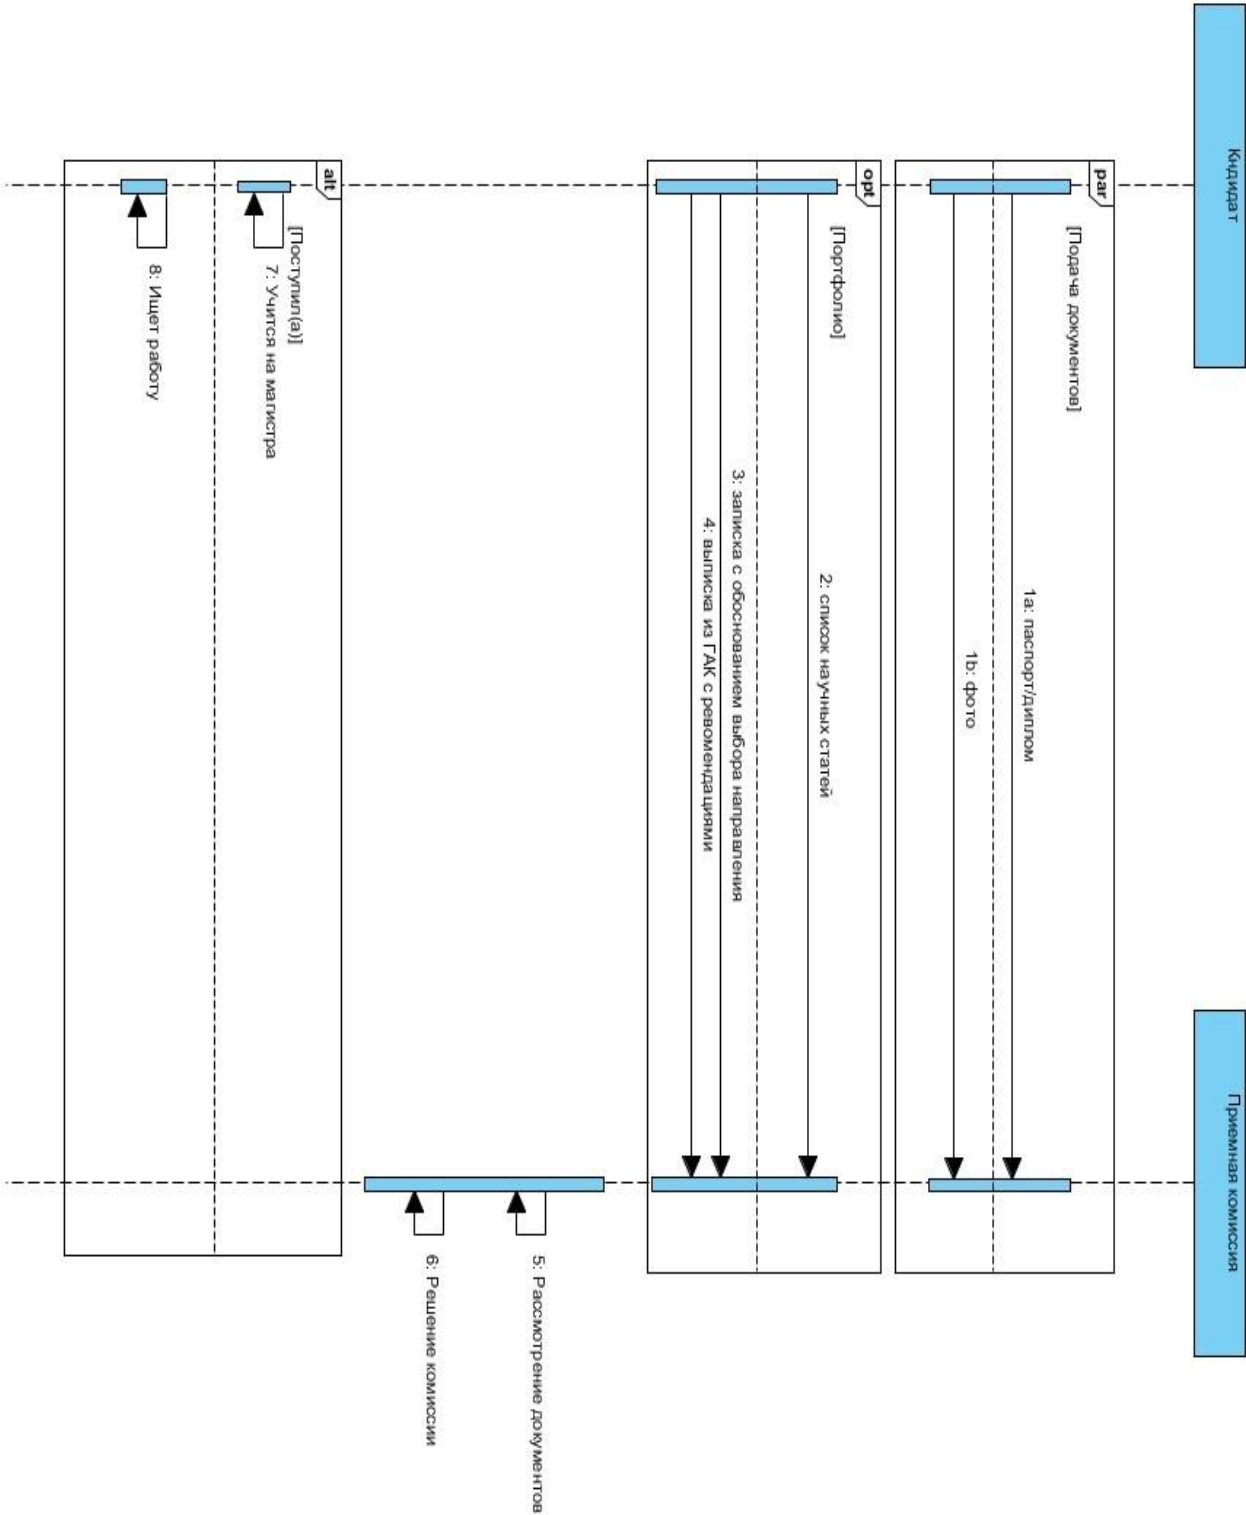 Кндидат
Приемная комиссия
par
[Подача документов]
1a: паспорт/диплом
1b: фото
opt
[Портфолио]
2: список научных статей
3: записка с обоснованием выбора направления
4: выписка из ГАК с ревомендациями
5: Рассмотрение документов
6: Решение комиссии
alt
[Поступил(а)]
7: Учится на магистра
8: Ищет работу